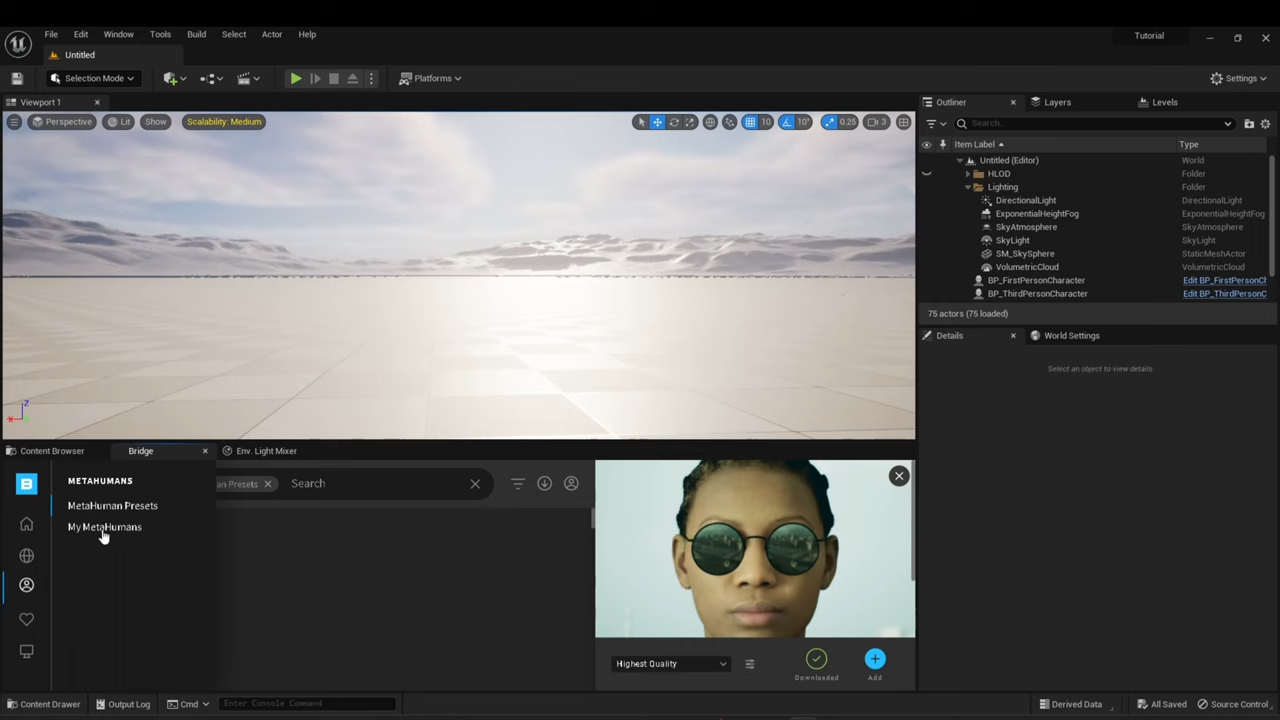 File Edit Window Tools Build Select Actor Help
Tutorial
Untitled
Selection Mode
Platforms
Settings
Viewport 1
Outliner Layers Levels
Perspective Lit Show Scalability: Medium 10 10° 0.25 3
Search...
Item Label Type
Untitled (Editor) World
HLOD Folder
Lighting Folder
DirectionalLight DirectionalLight
ExponentialHeightFog ExponentialHeightFog
SkyAtmosphere SkyAtmosphere
SkyLight SkyLight
SM_SkySphere StaticMeshActor
VolumetricCloud VolumetricCloud
BP_FirstPersonCharacter Edit BP_FirstPersonCl
BP_ThirdPersonCharacter Edit BP_ThirdPersonC
75 actors (75 loaded)
Details World Settings
Select an object to view details
Z
X
Content Browser Bridge Env. Light Mixer
METAHUMANS
an Presets Search
MetaHuman Presets
My MetaHumans
Highest Quality
Downloaded Add
Content Drawer Output Log Cmd Enter Console Command
Derived Data All Saved Source Control